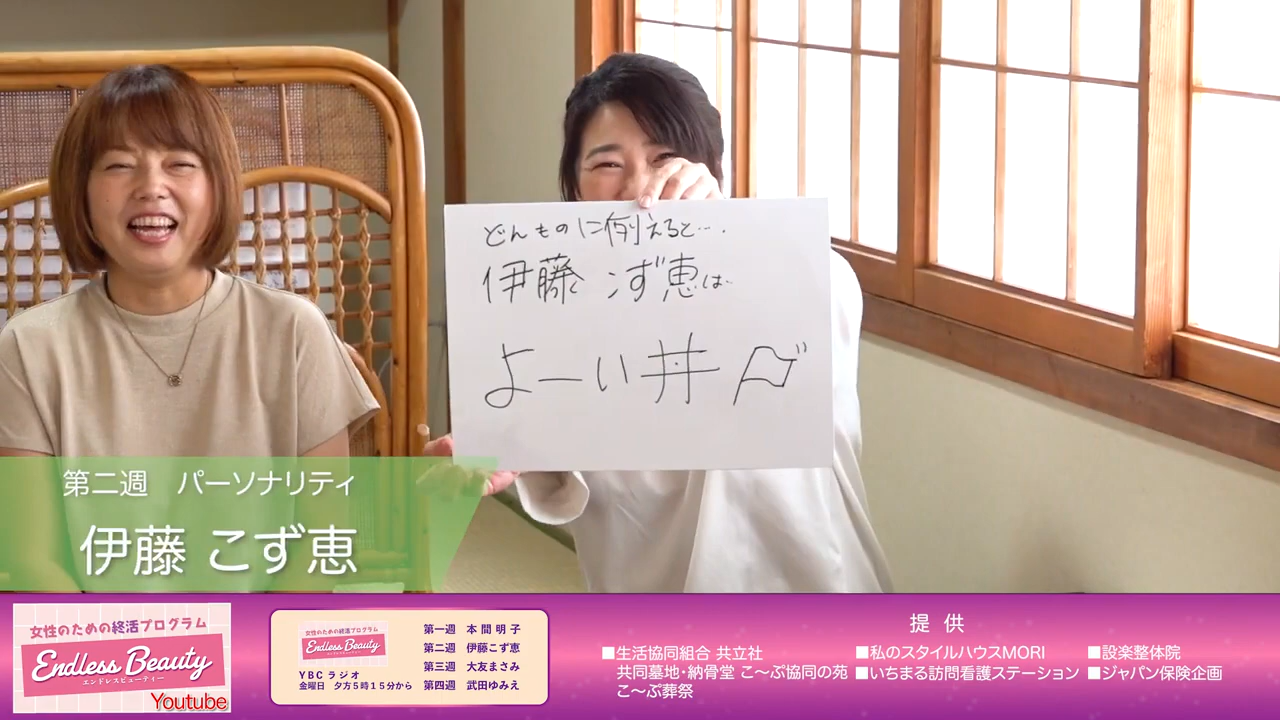 どんものに例えると….
伊藤 こず恵は、
よーい丼
第二週 パーソナリティ
伊藤 こず恵
女性のための終活プログラム
Endless Beauty
エンドレスビューティー
Youtube
女性のための終活プログラム
Endless Beauty
YBCラジオ
金曜日 夕方5時15分から
第一週 本間明子
第二週 伊藤こず恵
第三週 大友まさみ
第四週 武田ゆみえ
提供
■生活協同組合 共立社
共同墓地・納骨堂 こ〜ぷ協同の苑
こ〜ぷ葬祭
■私のスタイルハウスMORI
■いちまる訪問看護ステーション
■設楽整体院
■ジャパン保険企画